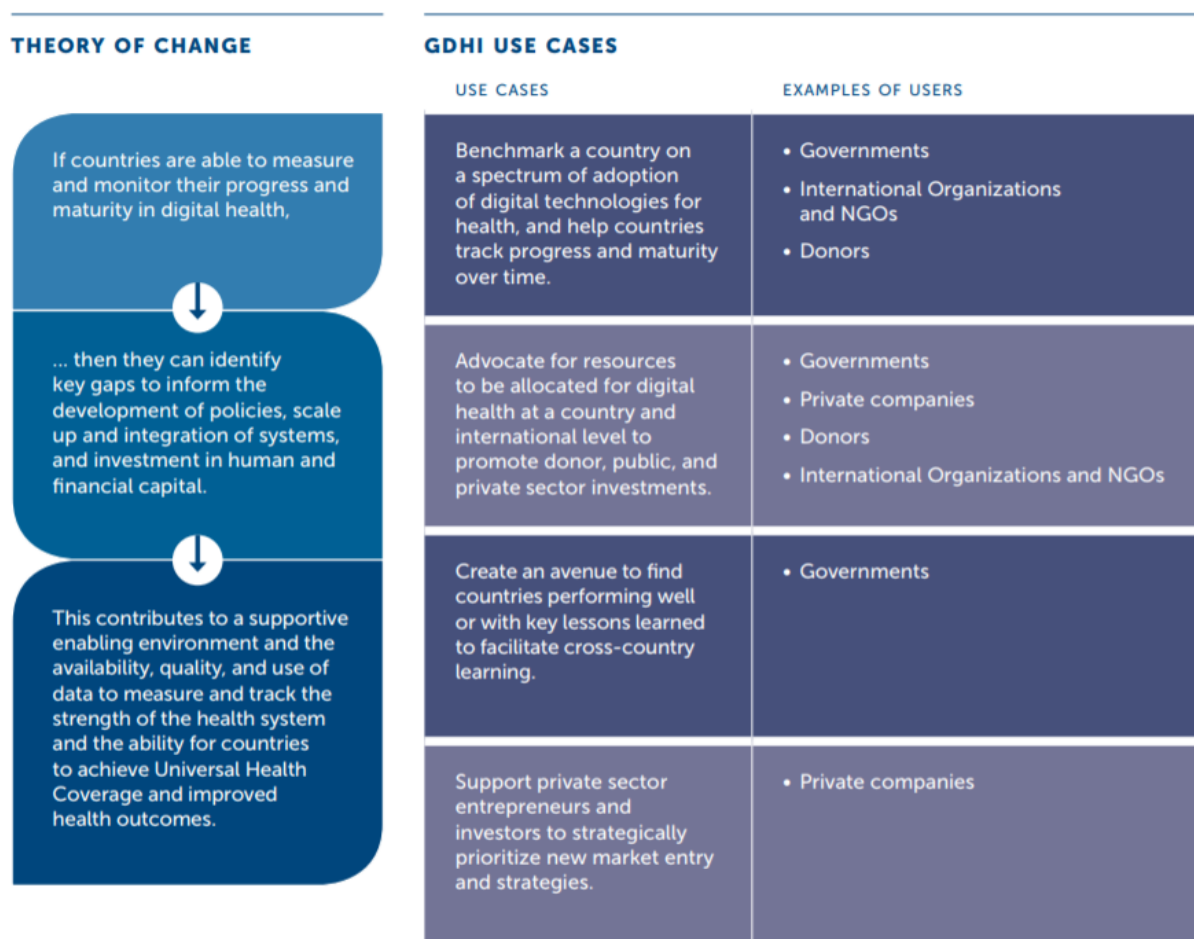 THEORY OF CHANGE
If countries are able to measure
and monitor their progress and
maturity in digital health,
... then they can identify
key gaps to inform the
development of policies, scale
up and integration of systems,
and investment in human and
financial capital.
This contributes to a supportive
enabling environment and the
availability, quality, and use of
data to measure and track the
strength of the health system
and the ability for countries
to achieve Universal Health
Coverage and improved
health outcomes.
GDHI USE CASES
USE CASES
EXAMPLES OF USERS
Benchmark a country on
a spectrum of adoption
of digital technologies for
health, and help countries
track progress and maturity
over time.
• Governments
• International Organizations
and NGOs
• Donors
Advocate for resources
to be allocated for digital
health at a country and
international level to
promote donor, public, and
private sector investments.
• Governments
• Private companies
• Donors
• International Organizations and NGOs
Create an avenue to find
countries performing well
or with key lessons learned
to facilitate cross-country
learning.
• Governments
Support private sector
entrepreneurs and
investors to strategically
prioritize new market entry
and strategies.
• Private companies